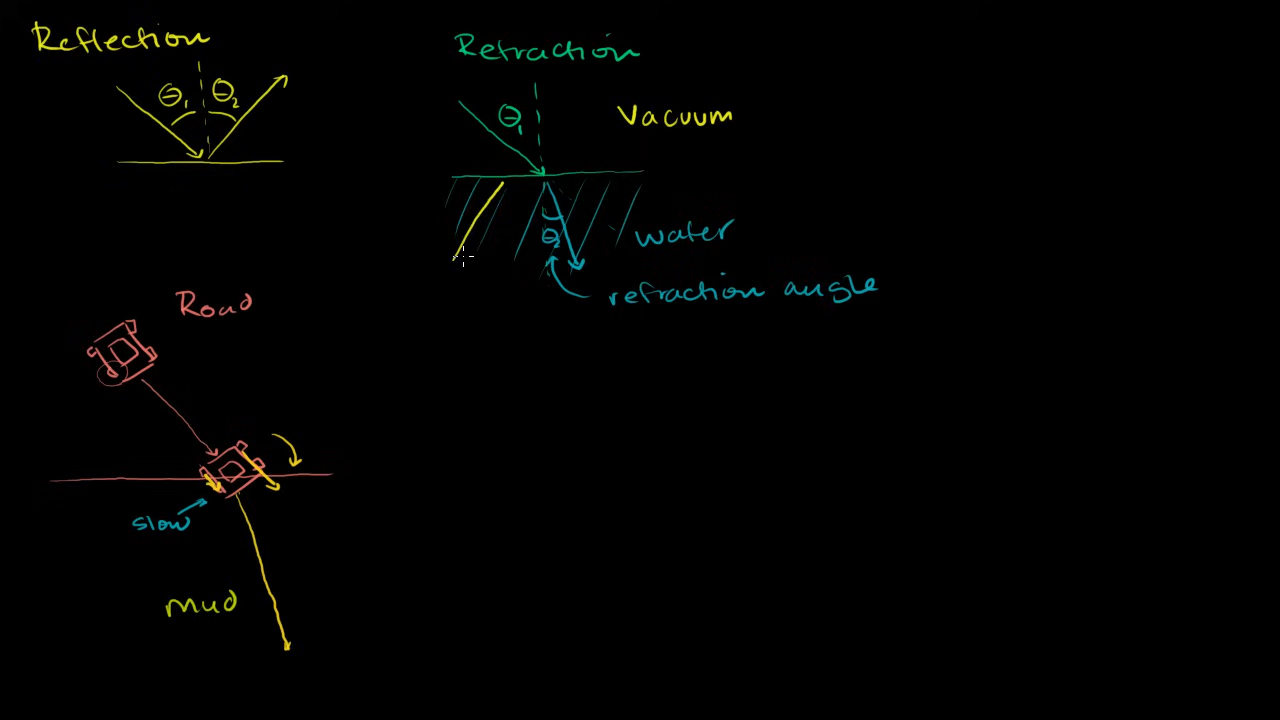 Reflection
θ1 θ2
Refraction
θ1
Vacuum
θ2
water
refraction angle
Road
slow
mud